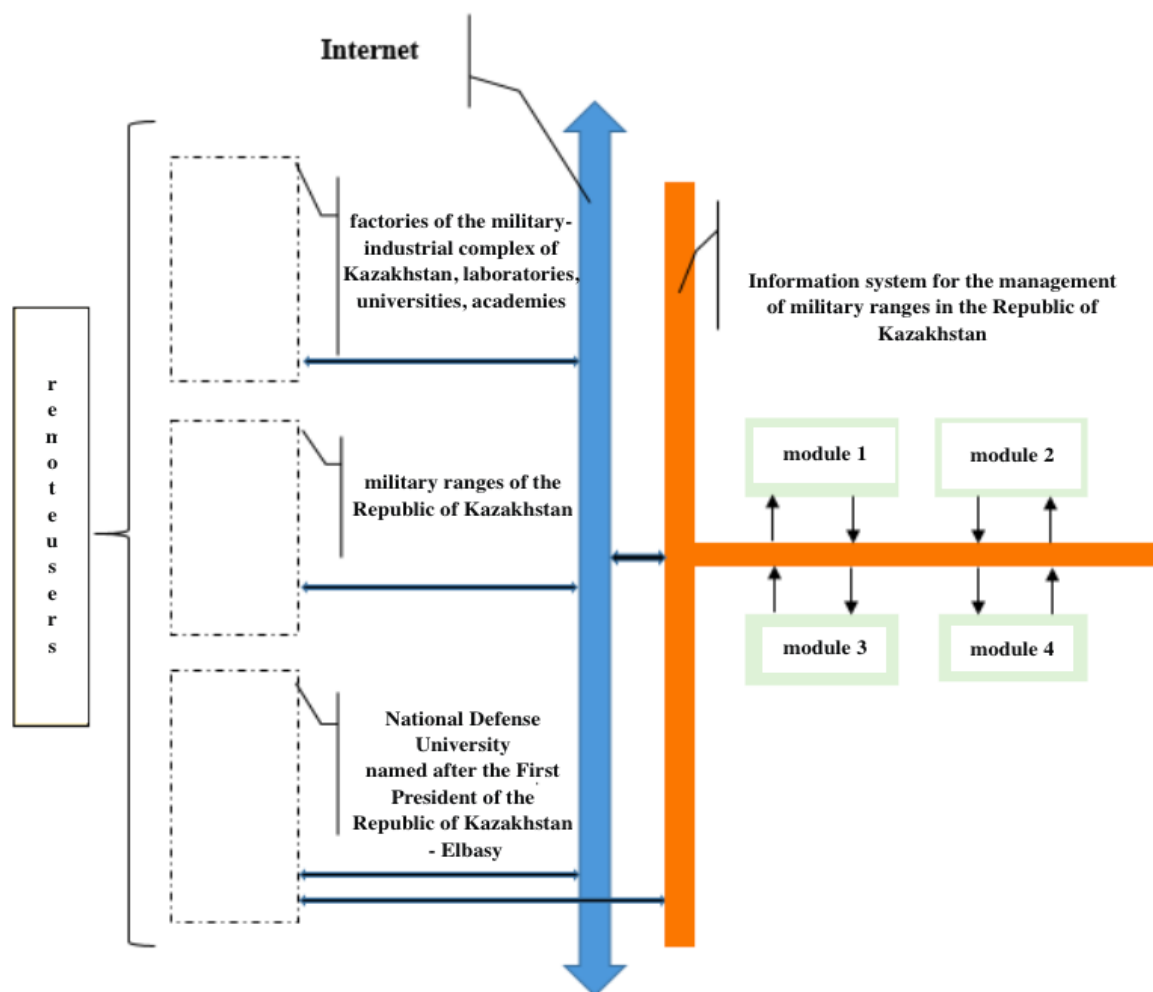 Internet
factories of the military-
industrial complex of
Kazakhstan, laboratories,
universities, academies
Information system for the management
of military ranges in the Republic of
Kazakhstan
r
e
m
o
t
e
u
s
e
r
s
module 1
module 2
military ranges of the
Republic of Kazakhstan
module 3
module 4
National Defense
University
named after the First
President of the
Republic of Kazakhstan
- Elbasy